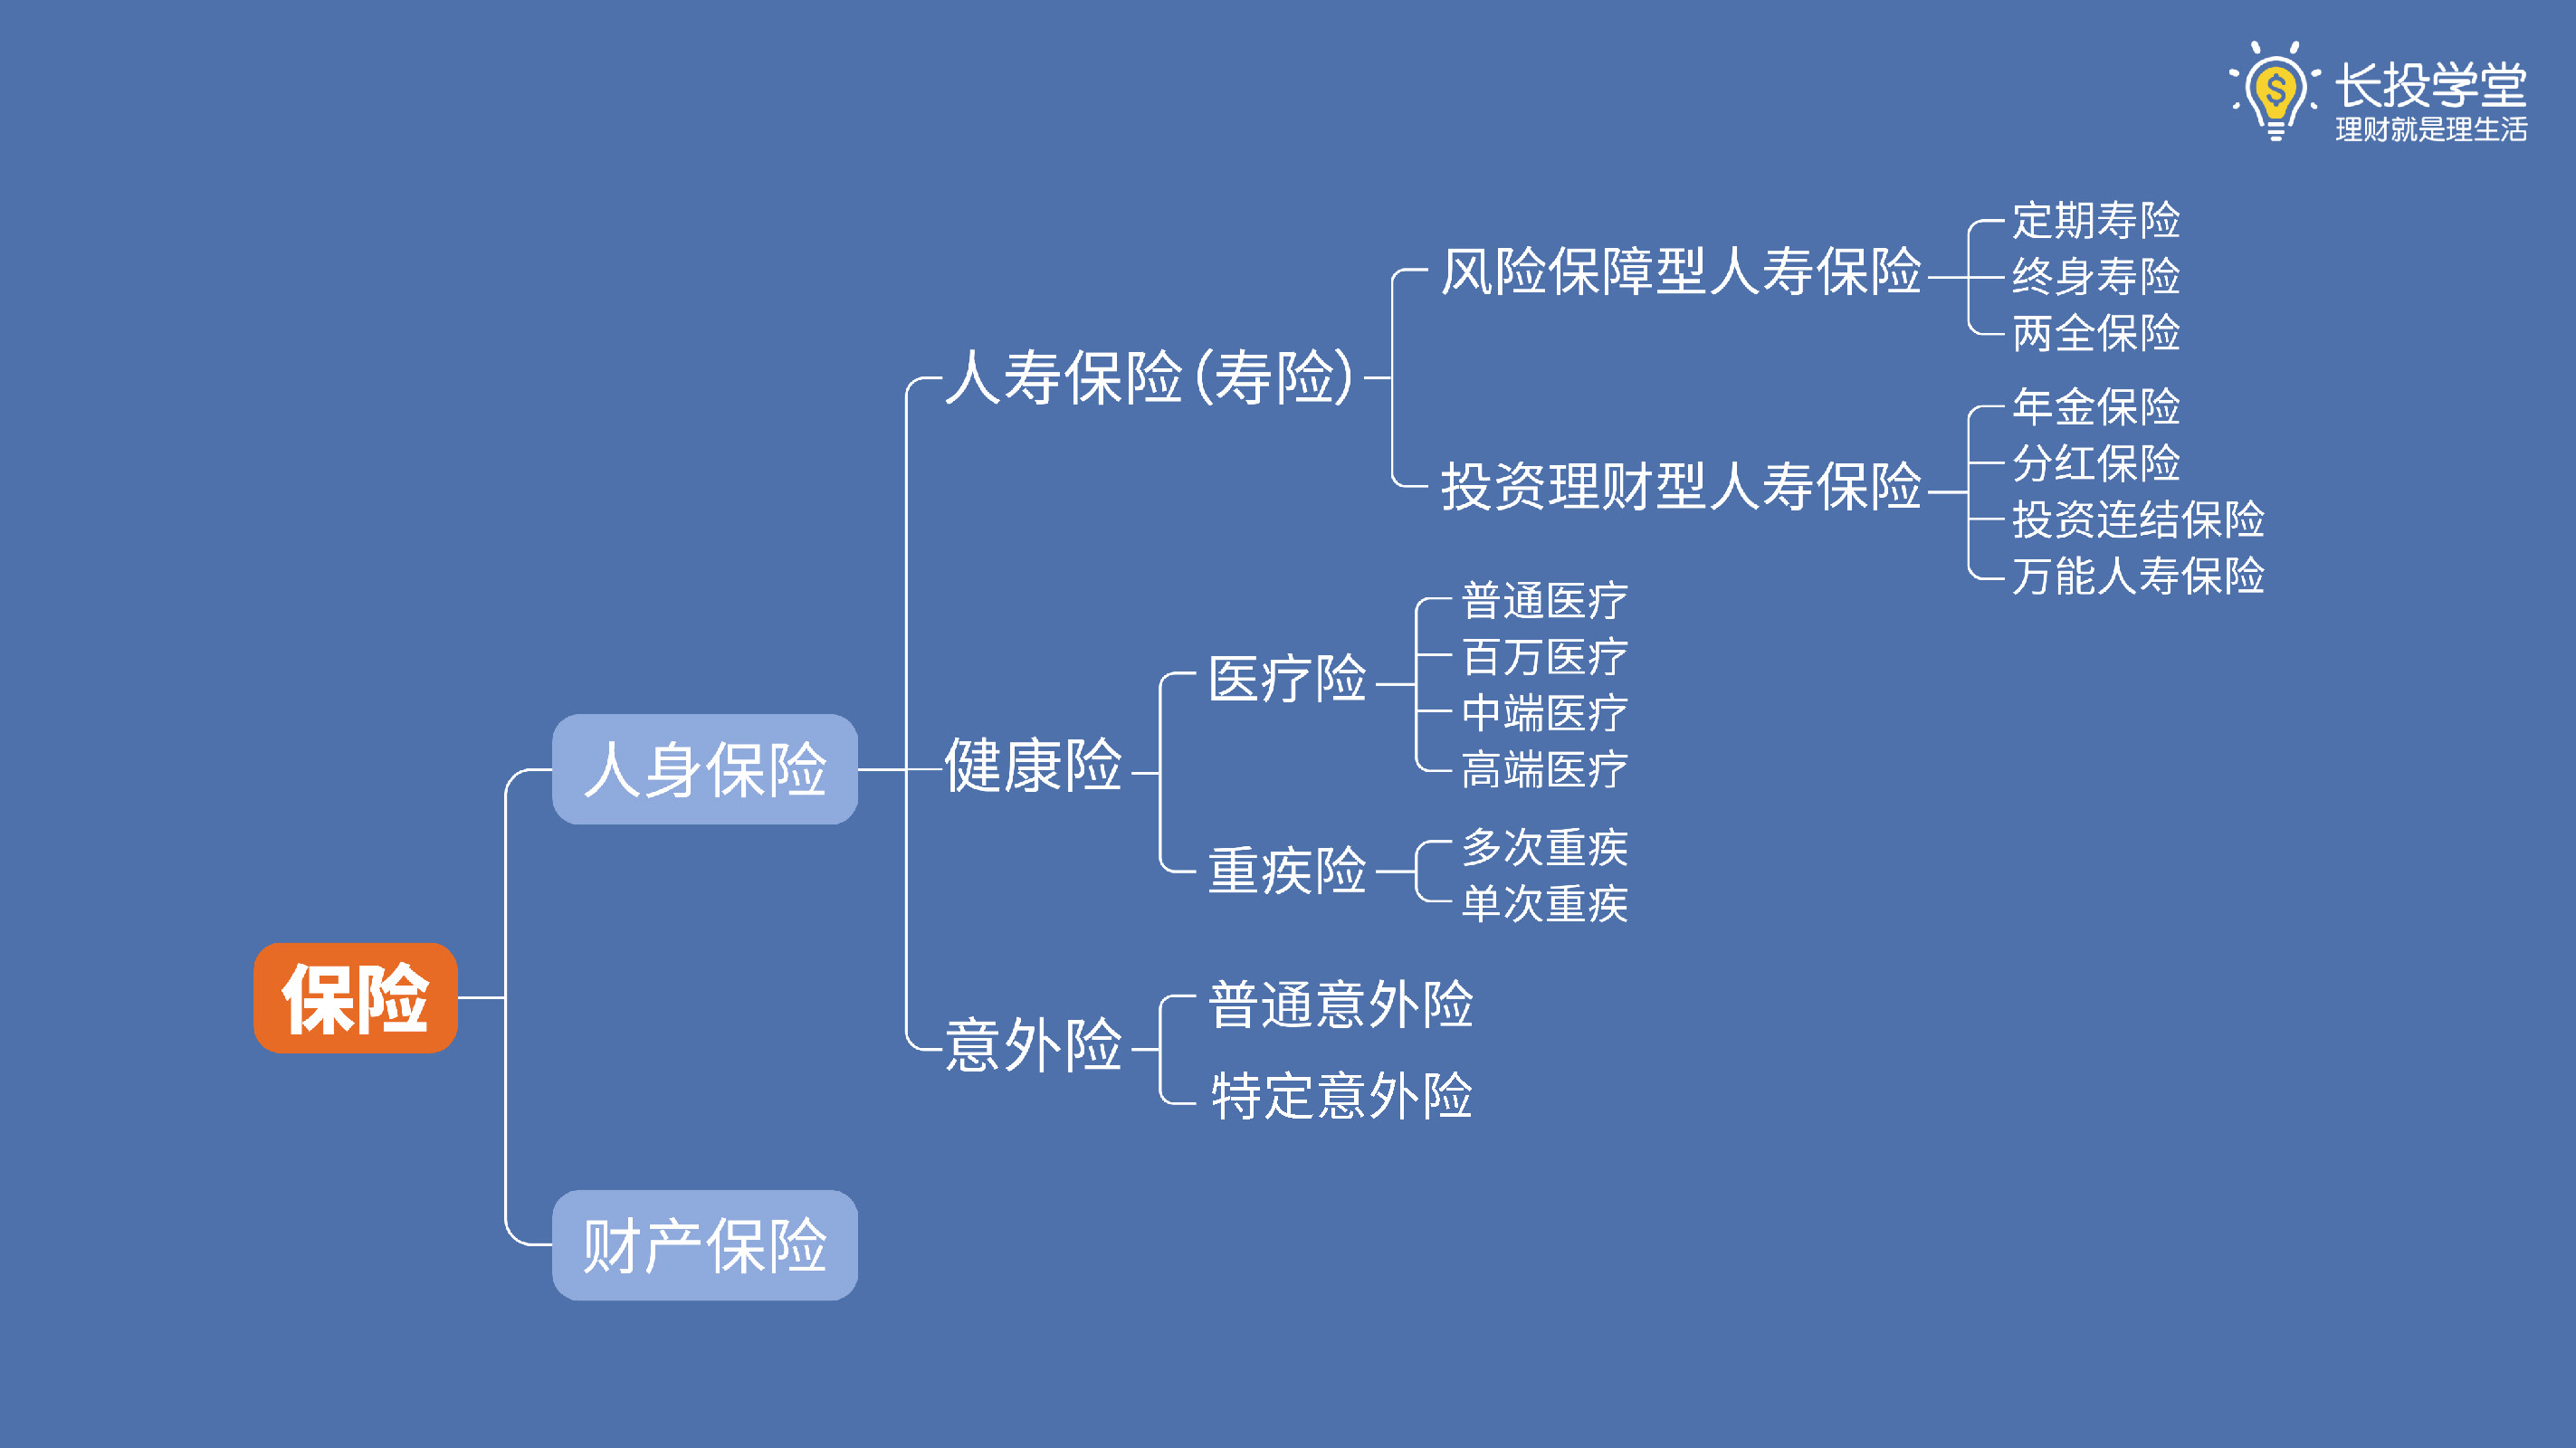 长投学堂
理财就是理生活
定期寿险
风险保障型人寿保险
终身寿险
两全保险
人寿保险(寿险)
年金保险
分红保险
投资理财型人寿保险
投资连结保险
万能人寿保险
普通医疗
百万医疗
医疗险
中端医疗
高端医疗
人身保险
健康险
多次重疾
重疾险
单次重疾
保险
普通意外险
意外险
特定意外险
财产保险